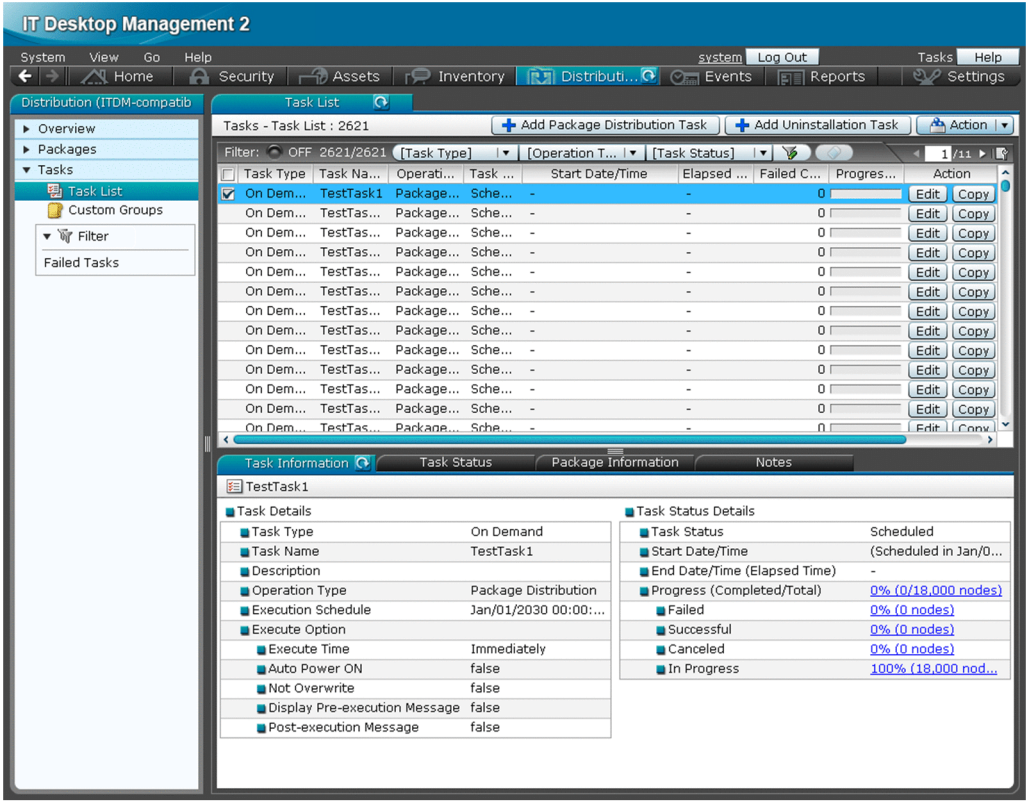 IT Desktop Management 2
System View Go Help system Log Out Tasks Help
Home Security Assets Inventory Distributi... Events Reports Settings
Distribution (ITDM-compatib
Overview
Packages
Tasks
Task List
Custom Groups
Filter
Failed Tasks
Task List
Tasks - Task List : 2621 Add Package Distribution Task Add Uninstallation Task Action
Filter: OFF 2621/2621 [Task Type] [Operation T... [Task Status] 1 /11
Task Type Task Na... Operati... Task ... Start Date/Time Elapsed ... Failed C... Progres... Action
On Dem... TestTask1 Package... Sche... - - 0 Edit Copy
On Dem... TestTas... Package... Sche... - - 0 Edit Copy
On Dem... TestTas... Package... Sche... - - 0 Edit Copy
On Dem... TestTas... Package... Sche... - - 0 Edit Copy
On Dem... TestTas... Package... Sche... - - 0 Edit Copy
On Dem... TestTas... Package... Sche... - - 0 Edit Copy
On Dem... TestTas... Package... Sche... - - 0 Edit Copy
On Dem... TestTas... Package... Sche... - - 0 Edit Copy
On Dem... TestTas... Package... Sche... - - 0 Edit Copy
On Dem... TestTas... Package... Sche... - - 0 Edit Copy
On Dem... TestTas... Package... Sche... - - 0 Edit Copy
On Dem... TestTas... Package... Sche... - - 0 Edit Copy
On Dem... TestTas... Package... Sche... - - 0 Edit Copy
Task Information Task Status Package Information Notes
TestTask1
Task Details
Task Type On Demand
Task Name TestTask1
Description
Operation Type Package Distribution
Execution Schedule Jan/01/2030 00:00:...
Execute Option
Execute Time Immediately
Auto Power ON false
Not Overwrite false
Display Pre-execution Message false
Post-execution Message false
Task Status Details
Task Status Scheduled
Start Date/Time (Scheduled in Jan/0...
End Date/Time (Elapsed Time) -
Progress (Completed/Total) 0% (0/18,000 nodes)
Failed 0% (0 nodes)
Successful 0% (0 nodes)
Canceled 0% (0 nodes)
In Progress 100% (18,000 nod...